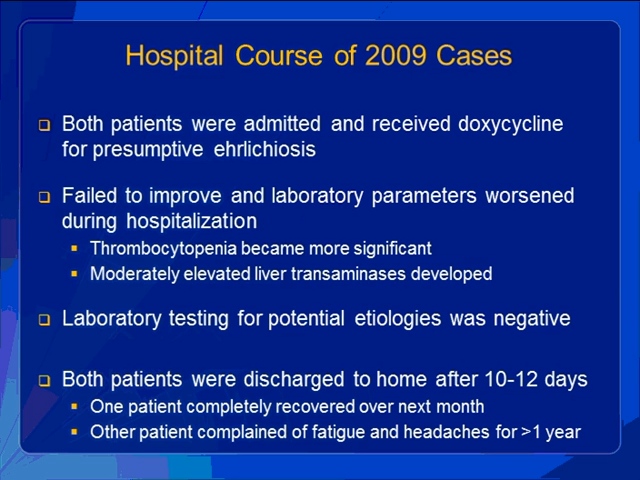 Hospital Course of 2009 Cases
Both patients were admitted and received doxycycline
for presumptive ehrlichiosis
Failed to improve and laboratory parameters worsened
during hospitalization
Thrombocytopenia became more significant
Moderately elevated liver transaminases developed
Laboratory testing for potential etiologies was negative
Both patients were discharged to home after 10-12 days
One patient completely recovered over next month
Other patient complained of fatigue and headaches for >1 year